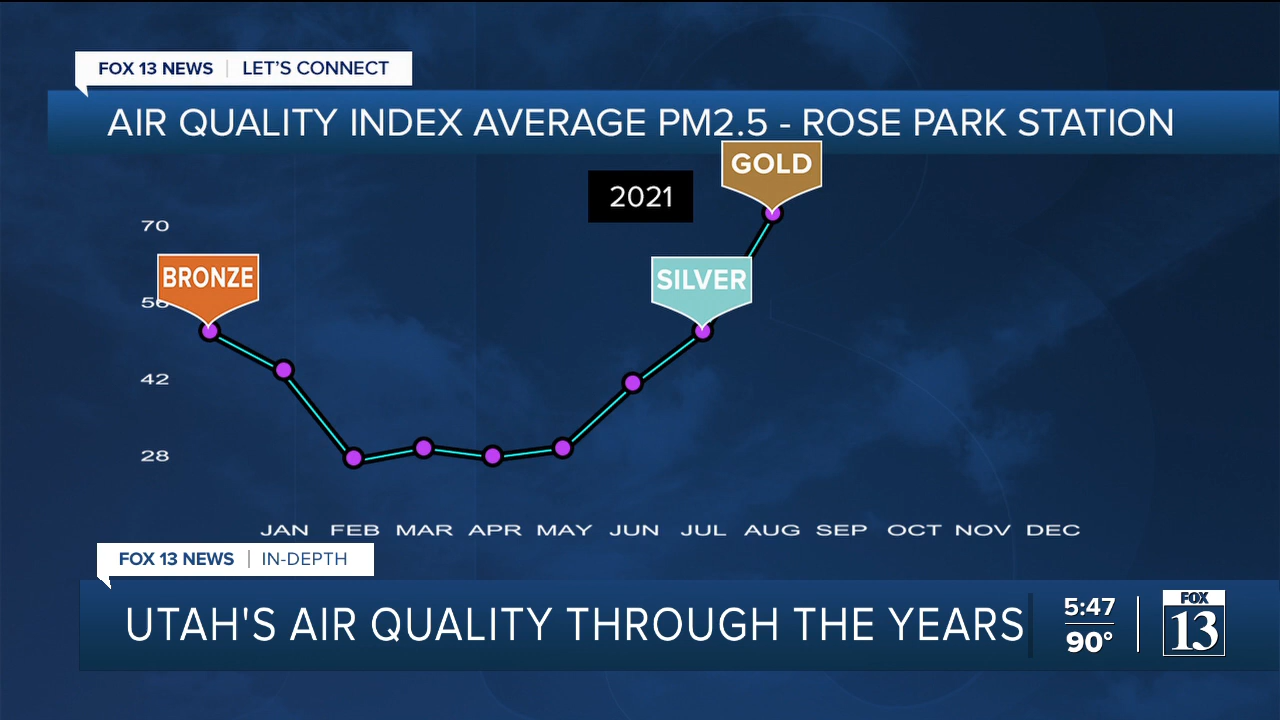 FOX 13 NEWS | LET'S CONNECT
AIR QUALITY INDEX AVERAGE PM2.5 - ROSE PARK STATION
GOLD
2021
70
BRONZE
SILVER
56
42
28
JAN FEB MAR APR MAY JUN JUL AUG SEP OCT NOV DEC
FOX 13 NEWS | IN-DEPTH
UTAH'S AIR QUALITY THROUGH THE YEARS
5:47
90°
FOX
13